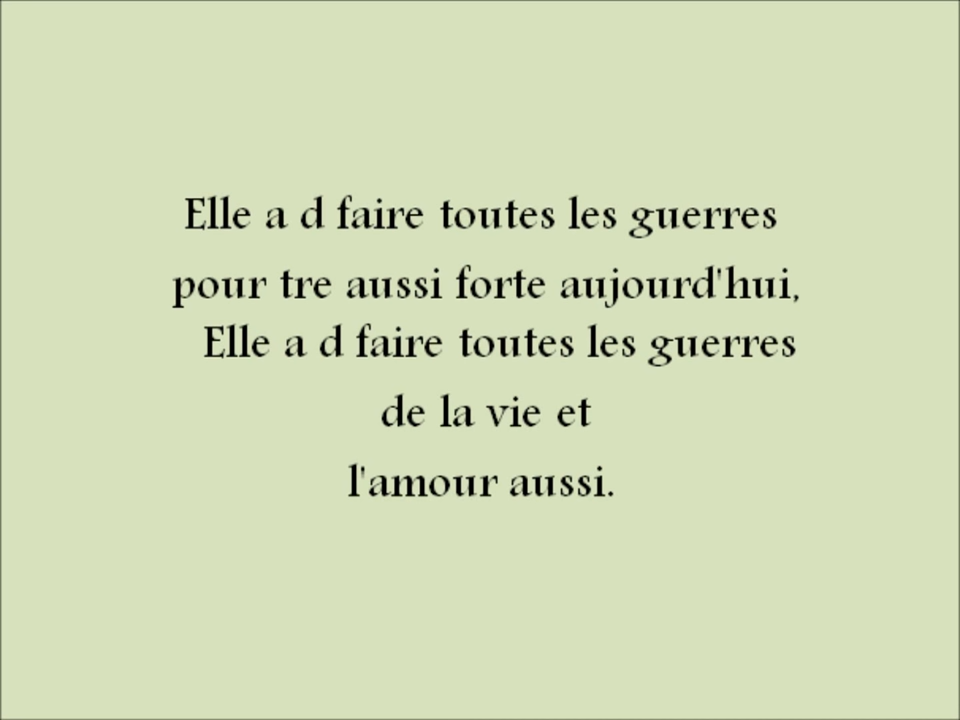 Elle a d faire toutes les guerres
pour tre aussi forte aujourd'hui,
Elle a d faire toutes les guerres
de la vie et
l'amour aussi.